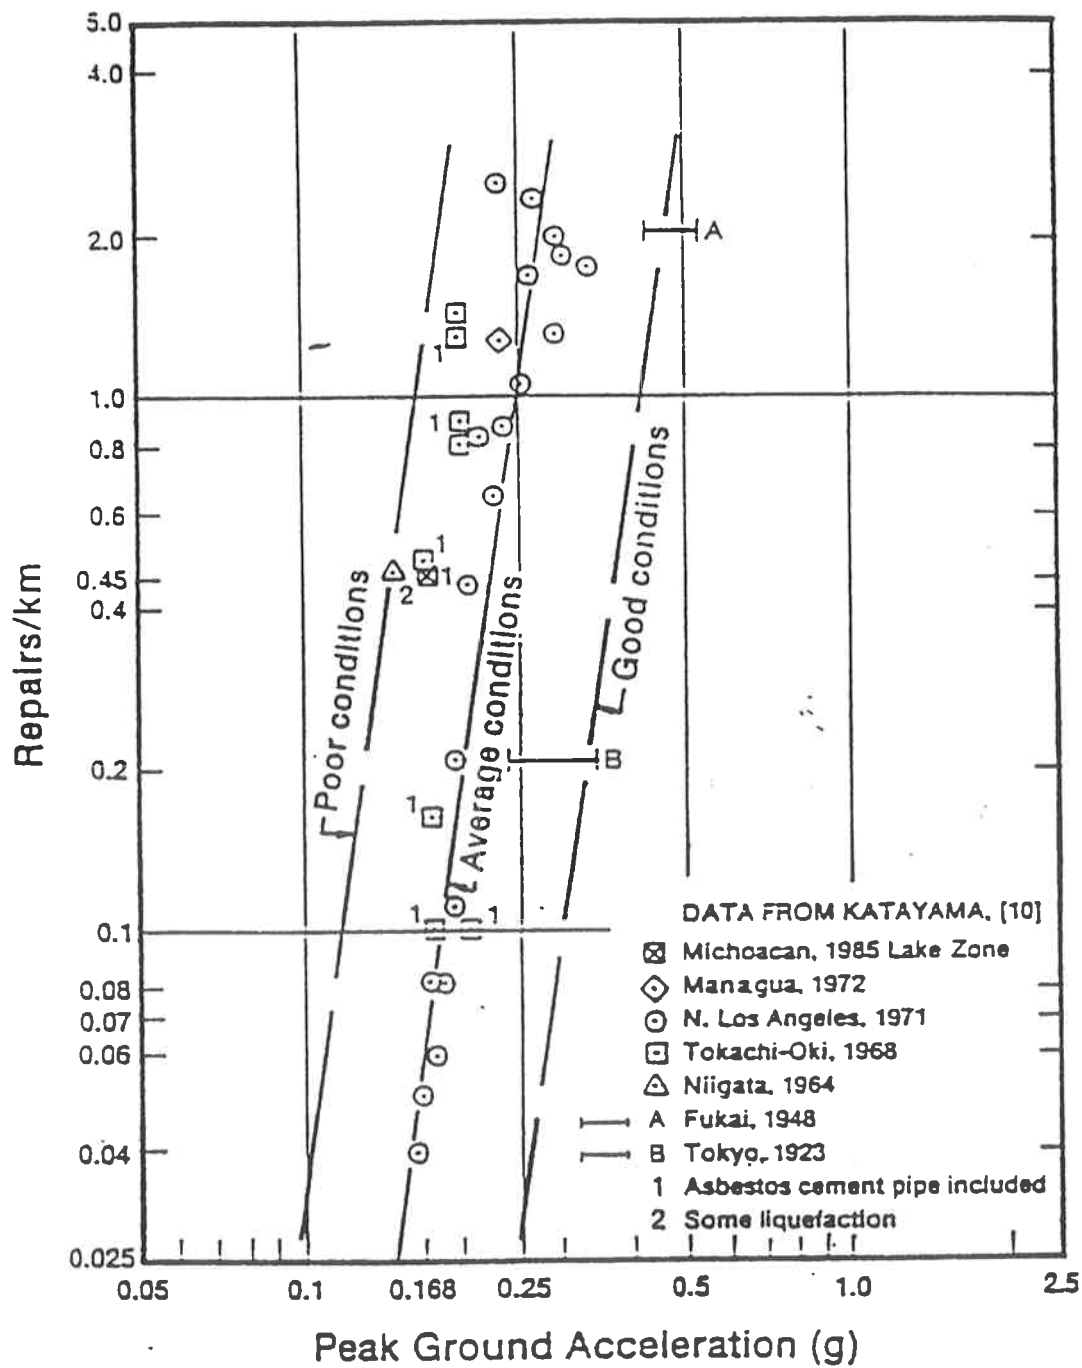 5.0
4.0
2.0
1.0
0.8
0.6
0.45
0.4
0.2
0.1
0.08
0.07
0.06
0.04
0.025
Repairs/km
A
1
1
1
1
2
1
1
1
B
Poor conditions
Average conditions
Good conditions
DATA FROM KATAYAMA, [10]
Michoacan, 1985 Lake Zone
Managua, 1972
N. Los Angeles, 1971
Tokachi-Oki, 1968
Niigata, 1964
A Fukai, 1948
B Tokyo, 1923
1 Asbestos cement pipe included
2 Some liquefaction
0.05 0.1 0.168 0.25 0.5 1.0 2.5
Peak Ground Acceleration (g)